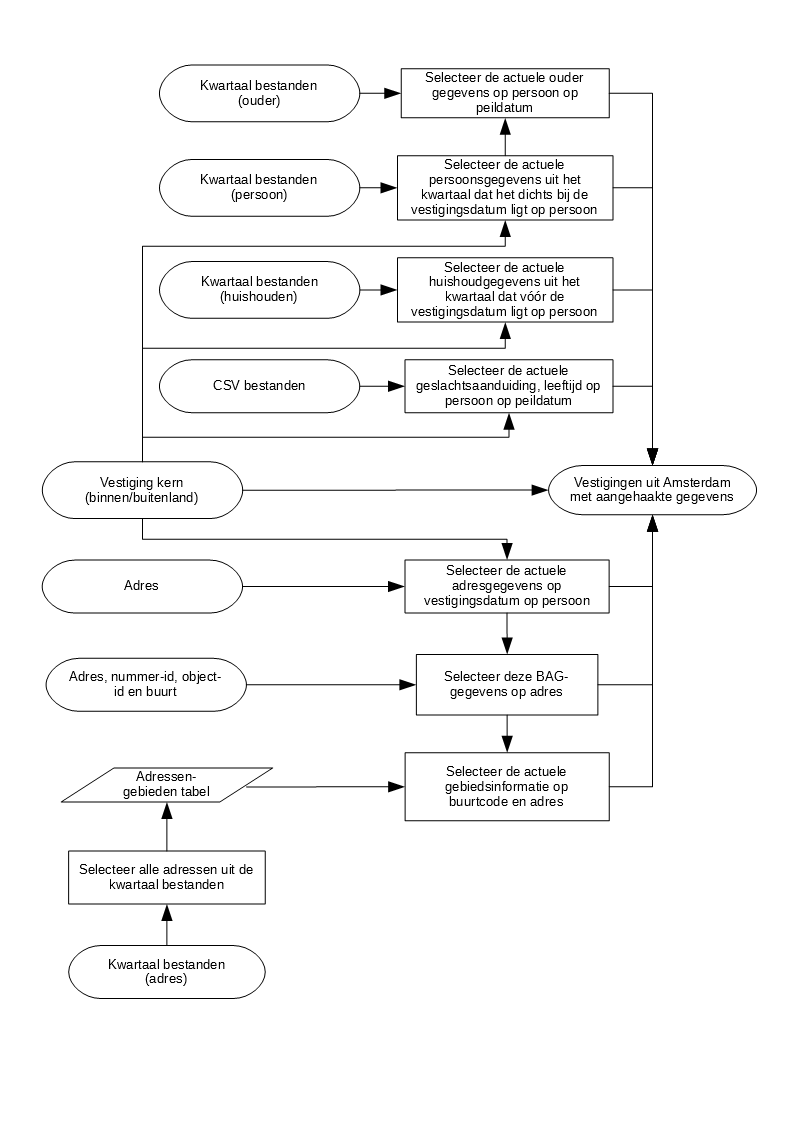 Kwartaal bestanden
(ouder)
Selecteer de actuele ouder
gegevens op persoon op
peildatum
Kwartaal bestanden
(persoon)
Selecteer de actuele
persoonsgegevens uit het
kwartaal dat het dichts bij de
vestigingsdatum ligt op persoon
Kwartaal bestanden
(huishouden)
Selecteer de actuele
huishoudgegevens uit het
kwartaal dat vóór de
vestigingsdatum ligt op persoon
CSV bestanden
Selecteer de actuele
geslachtsaanduiding, leeftijd op
persoon op peildatum
Vestiging kern
(binnen/buitenland)
Vestigingen uit Amsterdam
met aangehaakte gegevens
Adres
Selecteer de actuele
adresgegevens op
vestigingsdatum op persoon
Adres, nummer-id, object-
id en buurt
Selecteer deze BAG-
gegevens op adres
Adressen-
gebieden tabel
Selecteer de actuele
gebiedsinformatie op
buurtcode en adres
Selecteer alle adressen uit de
kwartaal bestanden
Kwartaal bestanden
(adres)